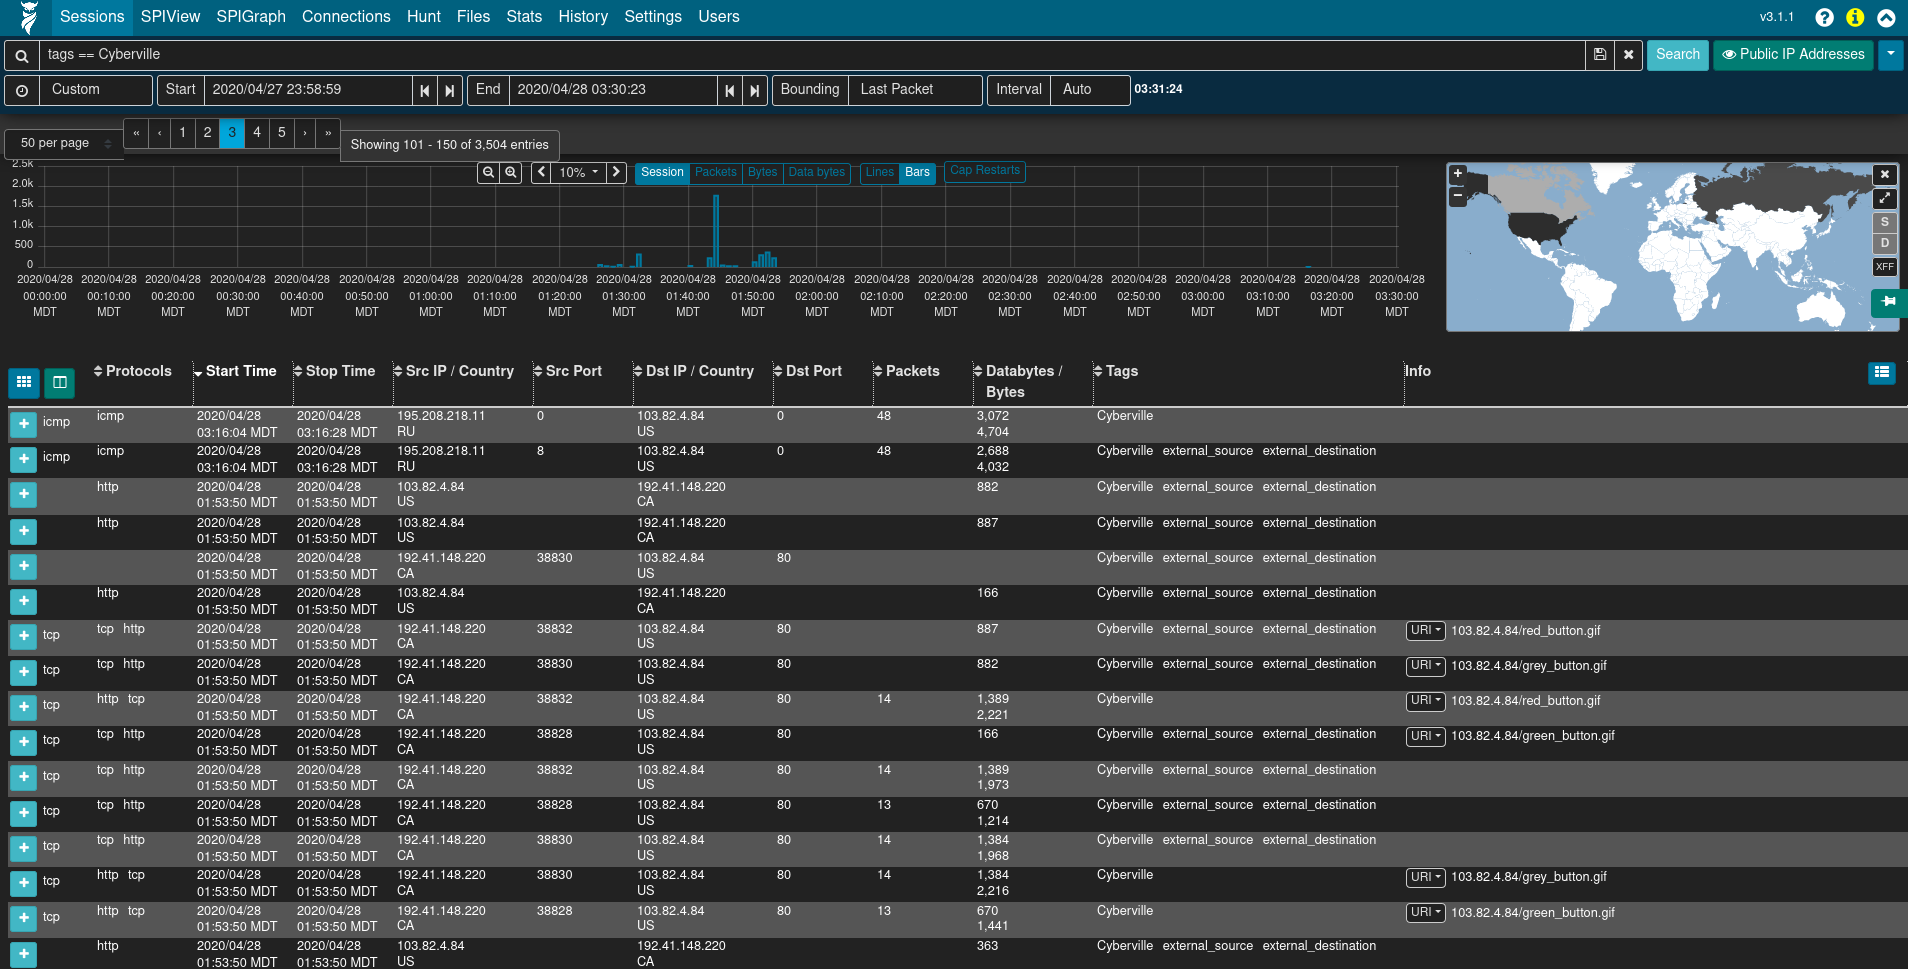 Sessions SPIView SPIGraph Connections Hunt Files Stats History Settings Users v3.1.1
tags == Cyberville Search Public IP Addresses
Custom Start 2020/04/27 23:58:59 End 2020/04/28 03:30:23 Bounding Last Packet Interval Auto 03:31:24
50 per page « ‹ 1 2 3 4 5 › » Showing 101 - 150 of 3,504 entries
10% Session Packets Bytes Data bytes Lines Bars Cap Restarts
2.5k
2.0k
1.5k
1.0k
500
0
2020/04/28 2020/04/28 2020/04/28 2020/04/28 2020/04/28 2020/04/28 2020/04/28 2020/04/28 2020/04/28 2020/04/28 2020/04/28 2020/04/28 2020/04/28 2020/04/28 2020/04/28 2020/04/28 2020/04/28 2020/04/28 2020/04/28 2020/04/28 2020/04/28 2020/04/28
00:00:00 00:10:00 00:20:00 00:30:00 00:40:00 00:50:00 01:00:00 01:10:00 01:20:00 01:30:00 01:40:00 01:50:00 02:00:00 02:10:00 02:20:00 02:30:00 02:40:00 02:50:00 03:00:00 03:10:00 03:20:00 03:30:00
MDT MDT MDT MDT MDT MDT MDT MDT MDT MDT MDT MDT MDT MDT MDT MDT MDT MDT MDT MDT MDT MDT
+
−
S
D
XFF
Protocols Start Time Stop Time Src IP / Country Src Port Dst IP / Country Dst Port Packets Databytes / Tags Info
Bytes
icmp icmp 2020/04/28 2020/04/28 195.208.218.11 0 103.82.4.84 0 48 3,072 Cyberville
03:16:04 MDT 03:16:28 MDT RU US 4,704
icmp icmp 2020/04/28 2020/04/28 195.208.218.11 8 103.82.4.84 0 48 2,688 Cyberville external_source external_destination
03:16:04 MDT 03:16:28 MDT RU US 4,032
http 2020/04/28 2020/04/28 103.82.4.84 192.41.148.220 882 Cyberville external_source external_destination
01:53:50 MDT 01:53:50 MDT US CA
http 2020/04/28 2020/04/28 103.82.4.84 192.41.148.220 887 Cyberville external_source external_destination
01:53:50 MDT 01:53:50 MDT US CA
2020/04/28 2020/04/28 192.41.148.220 38830 103.82.4.84 80 Cyberville external_source external_destination
01:53:50 MDT 01:53:50 MDT CA US
http 2020/04/28 2020/04/28 103.82.4.84 192.41.148.220 166 Cyberville external_source external_destination
01:53:50 MDT 01:53:50 MDT US CA
tcp tcp http 2020/04/28 2020/04/28 192.41.148.220 38832 103.82.4.84 80 887 Cyberville external_source external_destination URI 103.82.4.84/red_button.gif
01:53:50 MDT 01:53:50 MDT CA US
tcp tcp http 2020/04/28 2020/04/28 192.41.148.220 38830 103.82.4.84 80 882 Cyberville external_source external_destination URI 103.82.4.84/grey_button.gif
01:53:50 MDT 01:53:50 MDT CA US
tcp http tcp 2020/04/28 2020/04/28 192.41.148.220 38832 103.82.4.84 80 14 1,389 Cyberville URI 103.82.4.84/red_button.gif
01:53:50 MDT 01:53:50 MDT CA US 2,221
tcp tcp http 2020/04/28 2020/04/28 192.41.148.220 38828 103.82.4.84 80 166 Cyberville external_source external_destination URI 103.82.4.84/green_button.gif
01:53:50 MDT 01:53:50 MDT CA US
tcp tcp http 2020/04/28 2020/04/28 192.41.148.220 38832 103.82.4.84 80 14 1,389 Cyberville external_source external_destination
01:53:50 MDT 01:53:50 MDT CA US 1,973
tcp tcp http 2020/04/28 2020/04/28 192.41.148.220 38828 103.82.4.84 80 13 670 Cyberville external_source external_destination
01:53:50 MDT 01:53:50 MDT CA US 1,214
tcp tcp http 2020/04/28 2020/04/28 192.41.148.220 38830 103.82.4.84 80 14 1,384 Cyberville external_source external_destination
01:53:50 MDT 01:53:50 MDT CA US 1,968
tcp http tcp 2020/04/28 2020/04/28 192.41.148.220 38830 103.82.4.84 80 14 1,384 Cyberville URI 103.82.4.84/grey_button.gif
01:53:50 MDT 01:53:50 MDT CA US 2,216
tcp http tcp 2020/04/28 2020/04/28 192.41.148.220 38828 103.82.4.84 80 13 670 Cyberville URI 103.82.4.84/green_button.gif
01:53:50 MDT 01:53:50 MDT CA US 1,441
http 2020/04/28 2020/04/28 103.82.4.84 192.41.148.220 363 Cyberville external_source external_destination
01:53:50 MDT 01:53:50 MDT US CA